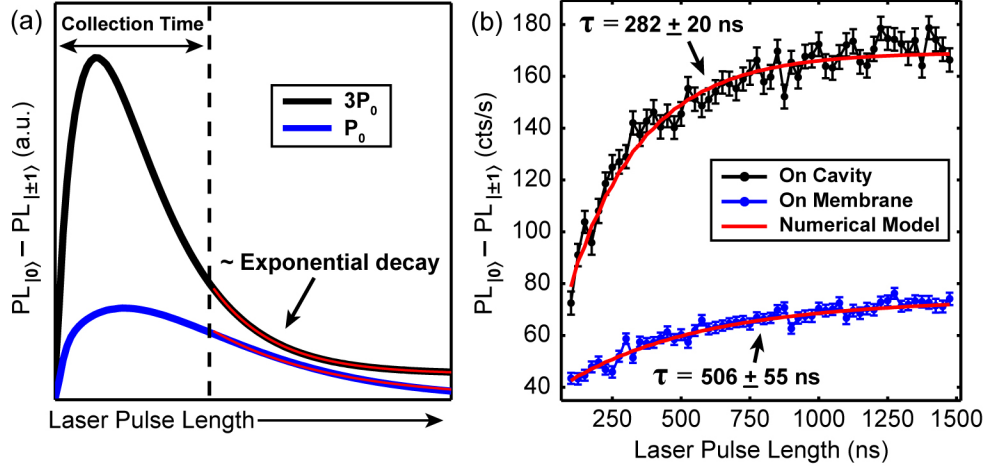 (a)
Collection Time
3P₀
P₀
~ Exponential decay
PL|0⟩ − PL|±1⟩ (a.u.)
Laser Pulse Length
(b)
τ = 282 ± 20 ns
180
160
140
120
100
80
60
40
On Cavity
On Membrane
Numerical Model
τ = 506 ± 55 ns
PL|0⟩ − PL|±1⟩ (cts/s)
250 500 750 1000 1250 1500
Laser Pulse Length (ns)